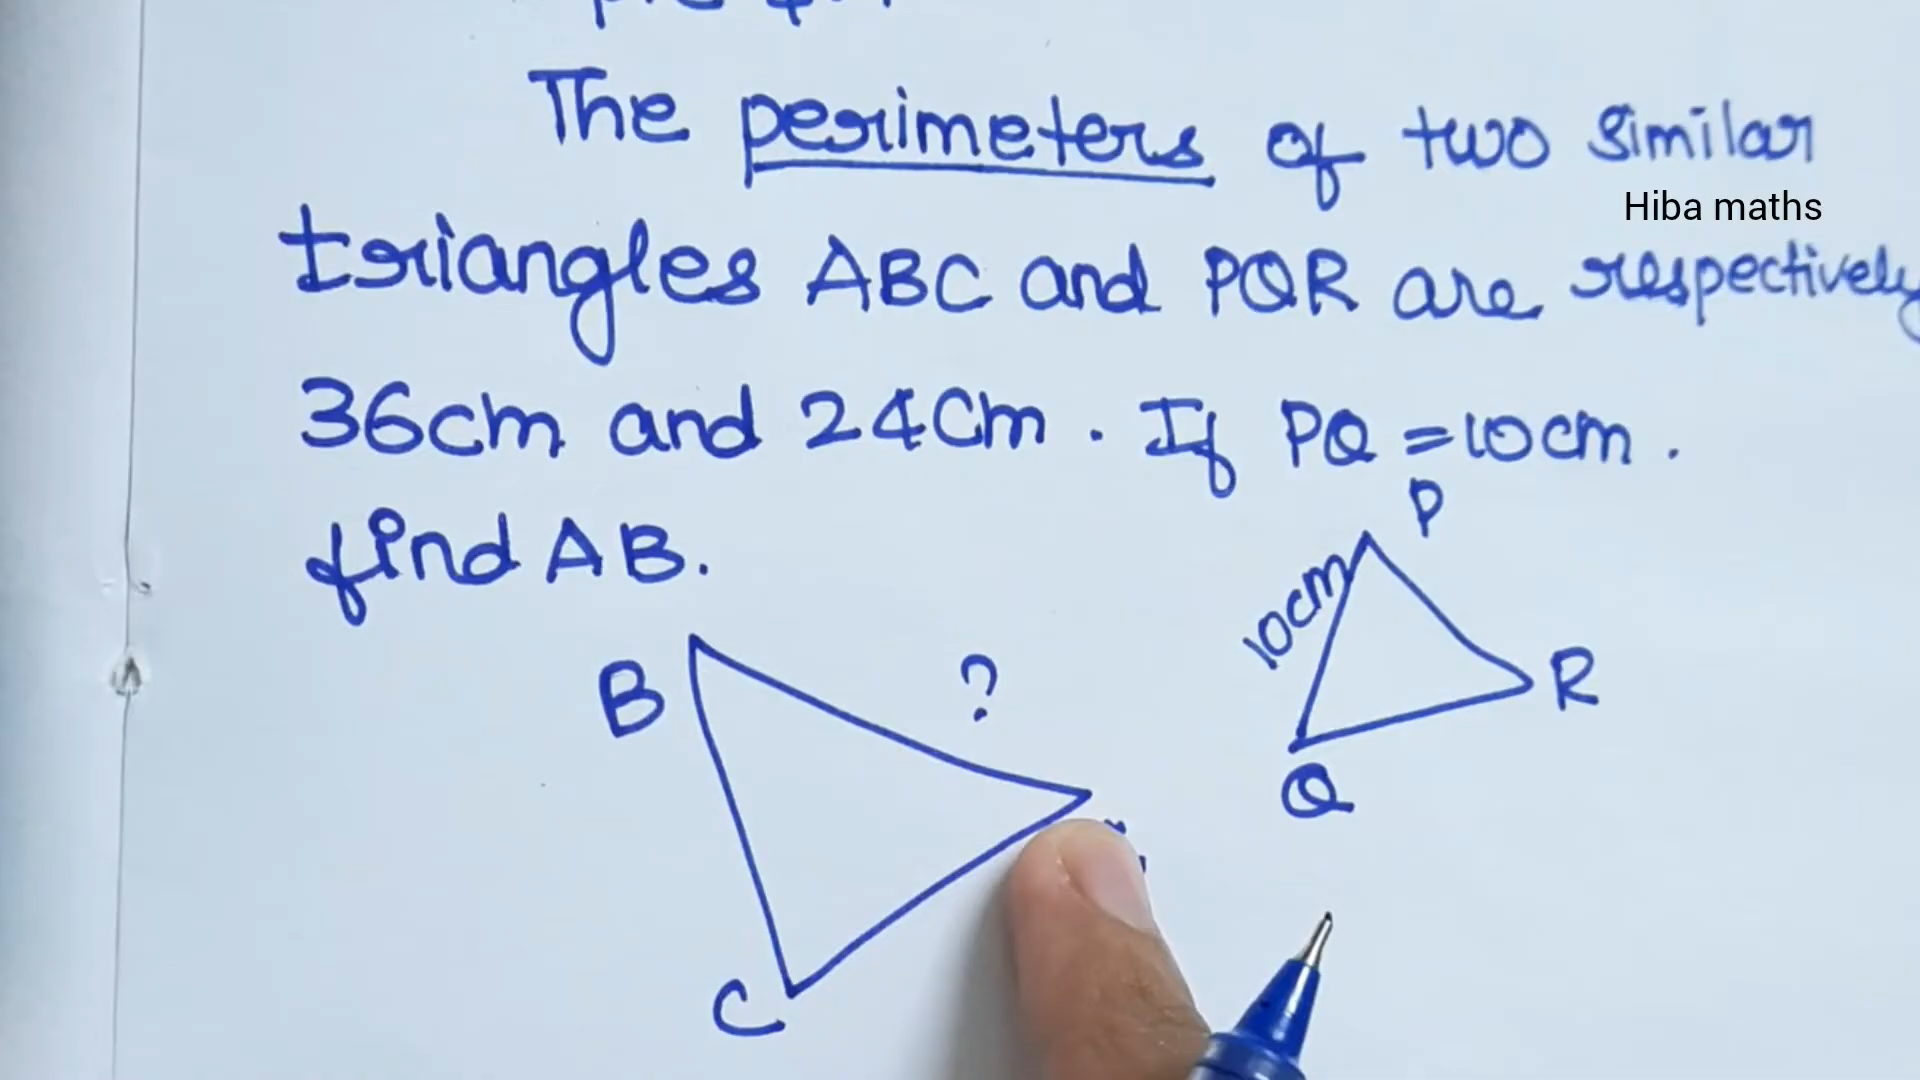 The perimeters of two similar
Hiba maths
triangles ABC and PQR are respectively
36cm and 24cm. If PQ = 10cm.
find AB.
P
10cm
B
?
R
Q
C